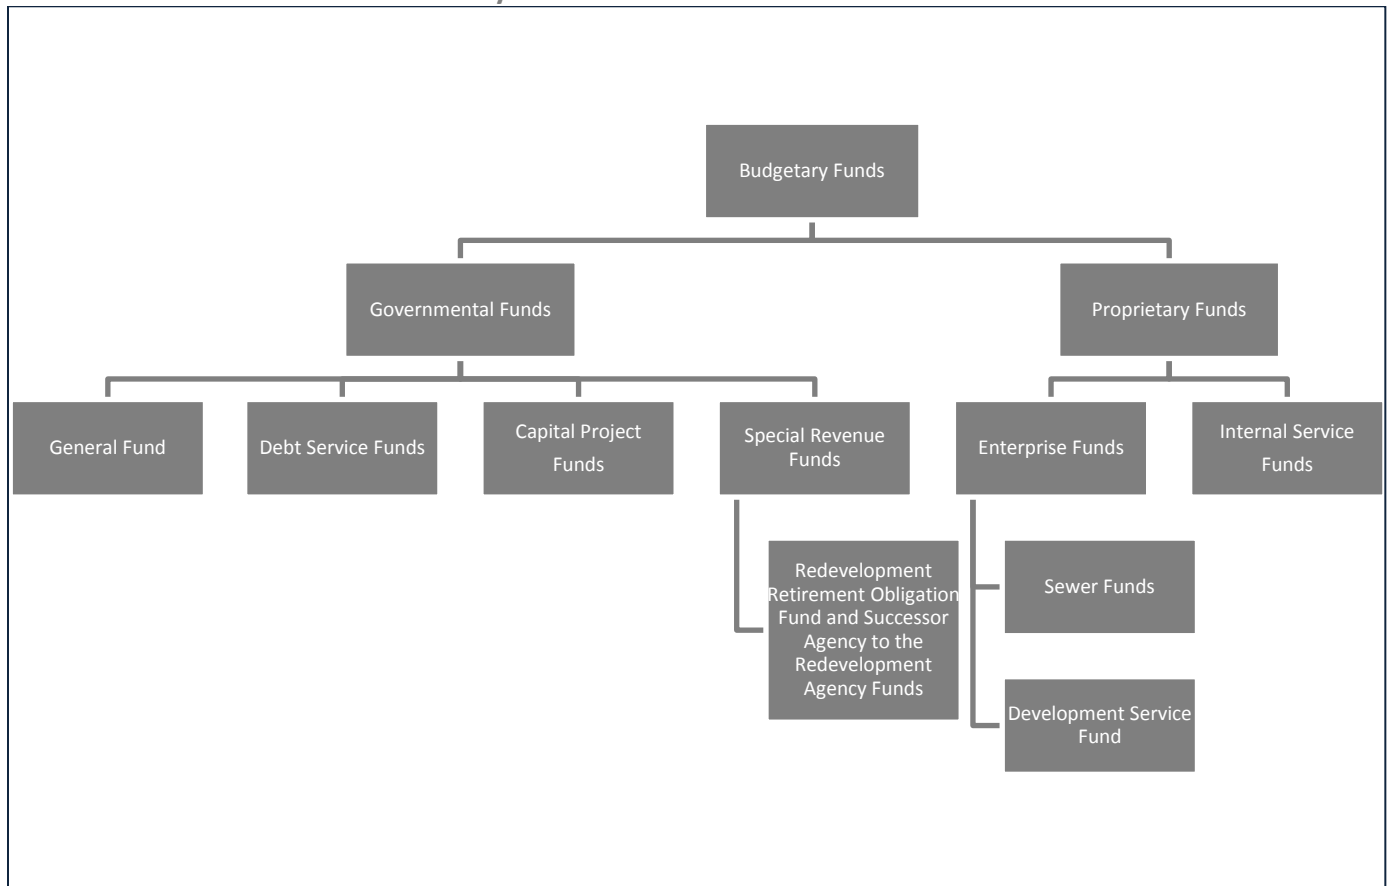 Budgetary Funds
Governmental Funds
Proprietary Funds
General Fund
Debt Service Funds
Capital Project
Funds
Special Revenue
Funds
Enterprise Funds
Internal Service
Funds
Redevelopment
Retirement Obligation
Fund and Successor
Agency to the
Redevelopment
Agency Funds
Sewer Funds
Development Service
Fund